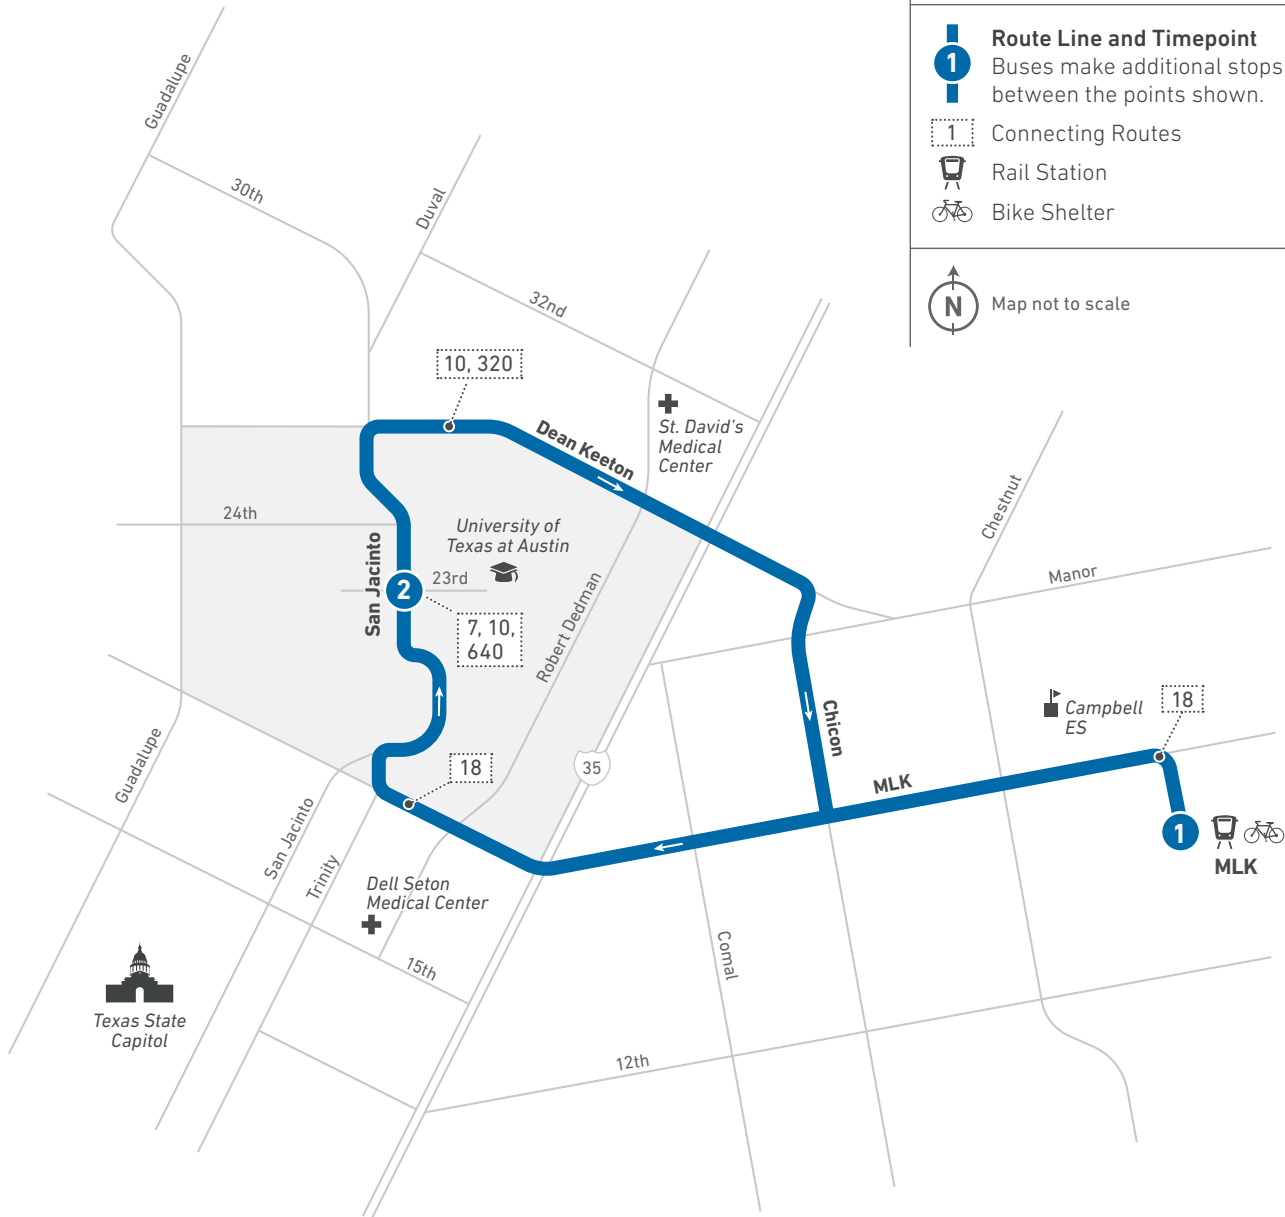 Route Line and Timepoint
1
Buses make additional stops
between the points shown.
1
Connecting Routes
Rail Station
Bike Shelter
N
Map not to scale
Guadalupe
30th
Duval
32nd
10, 320
Dean Keeton
St. David's
Medical
Center
24th
University of
Texas at Austin
San Jacinto
23rd
2
7, 10,
640
Robert Dedman
Chestnut
Manor
Chicon
Campbell
ES
18
Guadalupe
18
35
MLK
1
MLK
San Jacinto
Trinity
Dell Seton
Medical Center
Comal
15th
Texas State
Capitol
12th